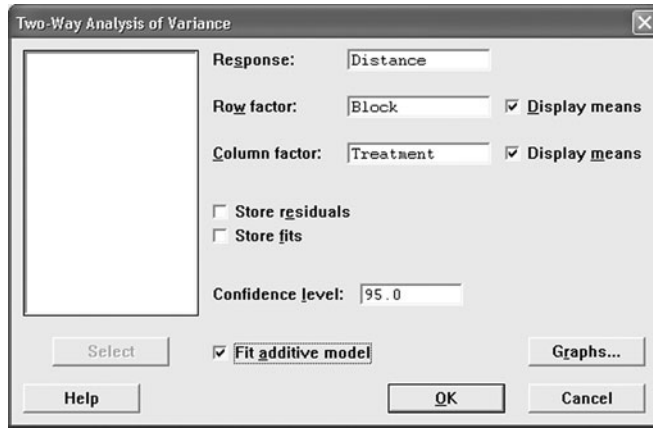 Two-Way Analysis of Variance
Response: Distance
Row factor: Block Display means
Column factor: Treatment Display means
Store residuals
Store fits
Confidence level: 95.0
Select Fit additive model Graphs...
Help OK Cancel